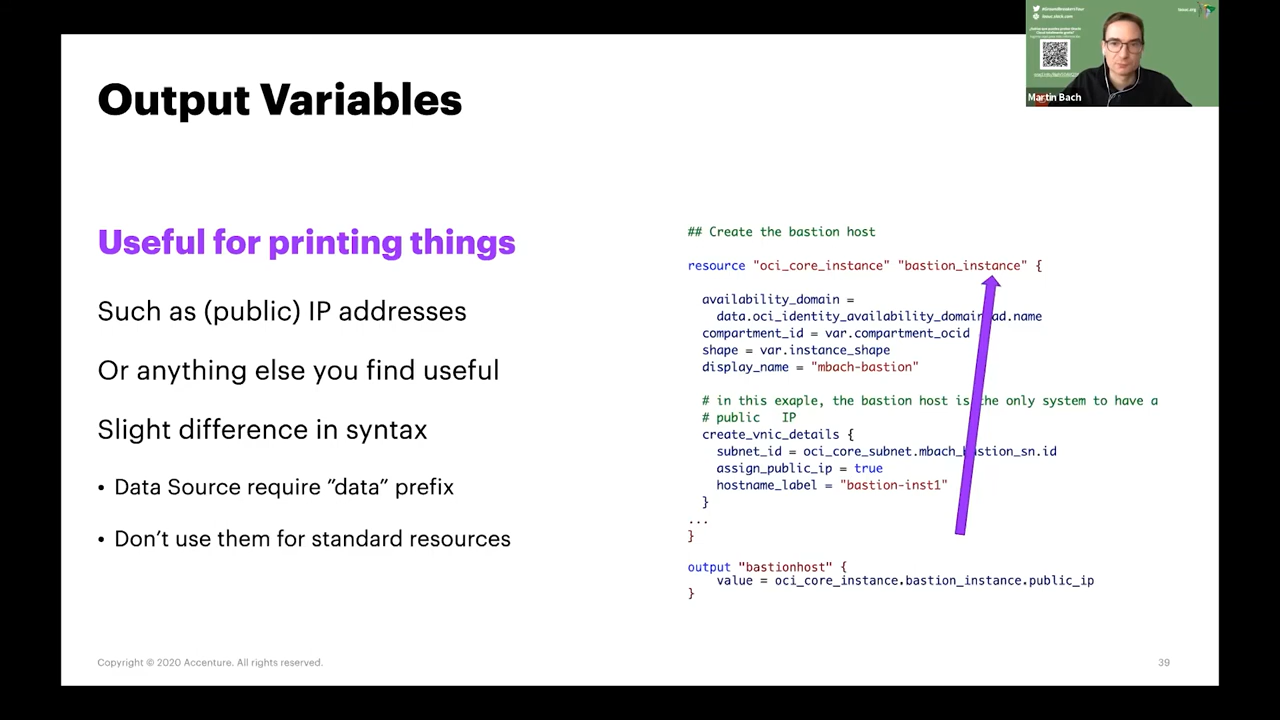 Output Variables
Useful for printing things
Such as (public) IP addresses
Or anything else you find useful
Slight difference in syntax
• Data Source require ”data” prefix
• Don’t use them for standard resources
## Create the bastion host
resource "oci_core_instance" "bastion_instance" {
availability_domain =
data.oci_identity_availability_domain.ad.name
compartment_id = var.compartment_ocid
shape = var.instance_shape
display_name = "mbach-bastion"
# in this exaple, the bastion host is the only system to have a
# public IP
create_vnic_details {
subnet_id = oci_core_subnet.mbach_bastion_sn.id
assign_public_ip = true
hostname_label = "bastion-inst1"
}
...
}
output "bastionhost" {
value = oci_core_instance.bastion_instance.public_ip
}
Copyright © 2020 Accenture. All rights reserved.
39
Martin Bach